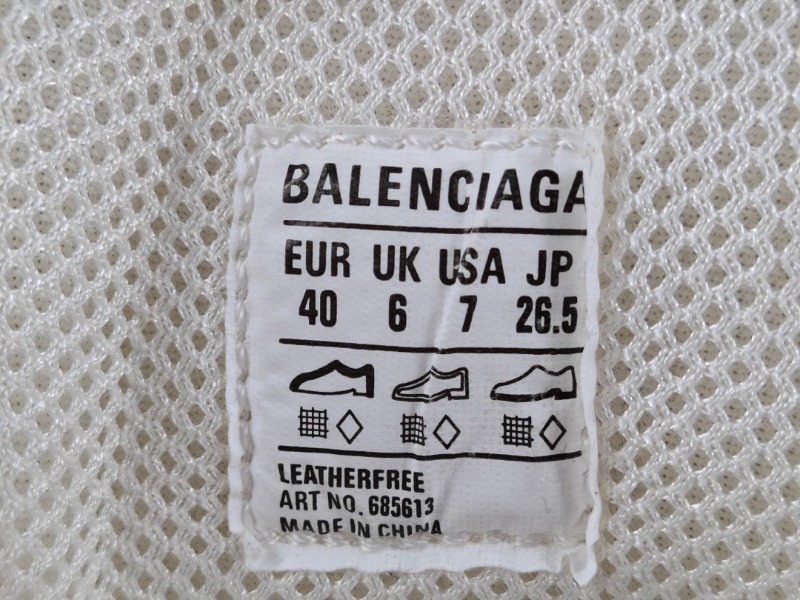 BALENCIAGA
EUR UK USA JP
40 6 7 26.5
LEATHERFREE
ART NO. 685613
MADE IN CHINA